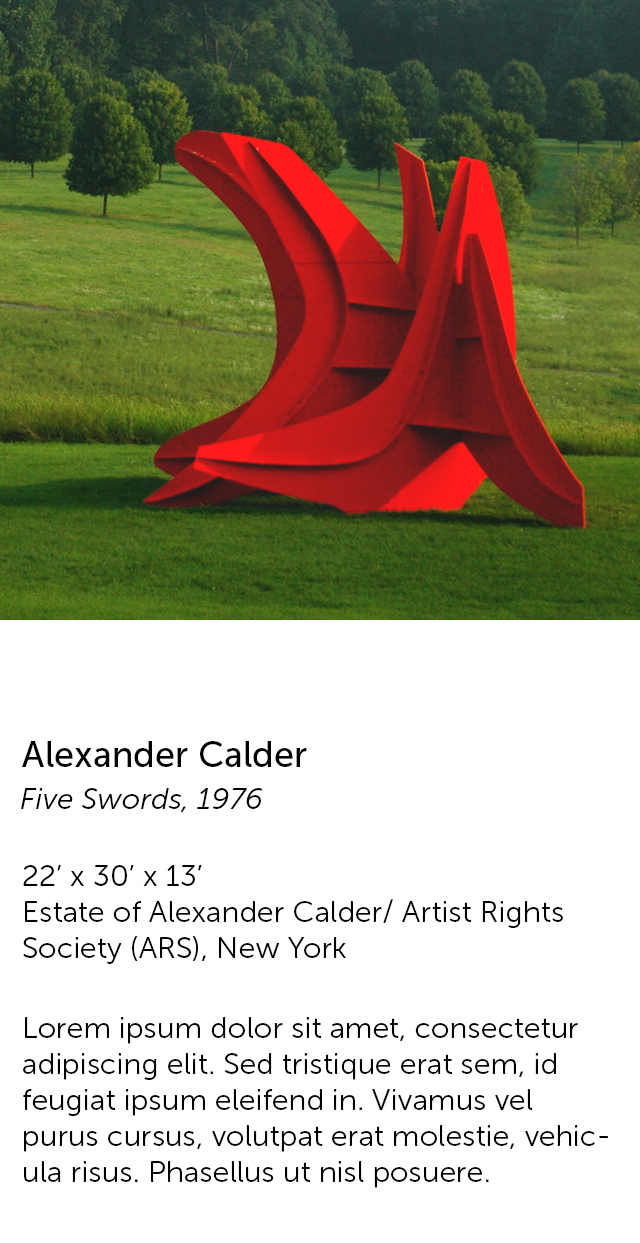 Alexander Calder
Five Swords, 1976
22′ x 30′ x 13′
Estate of Alexander Calder/ Artist Rights
Society (ARS), New York
Lorem ipsum dolor sit amet, consectetur
adipiscing elit. Sed tristique erat sem, id
feugiat ipsum eleifend in. Vivamus vel
purus cursus, volutpat erat molestie, vehic-
ula risus. Phasellus ut nisl posuere.